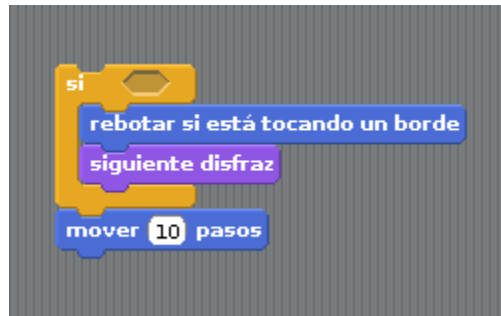 si
rebotar si está tocando un borde
siguiente disfraz
mover 10 pasos